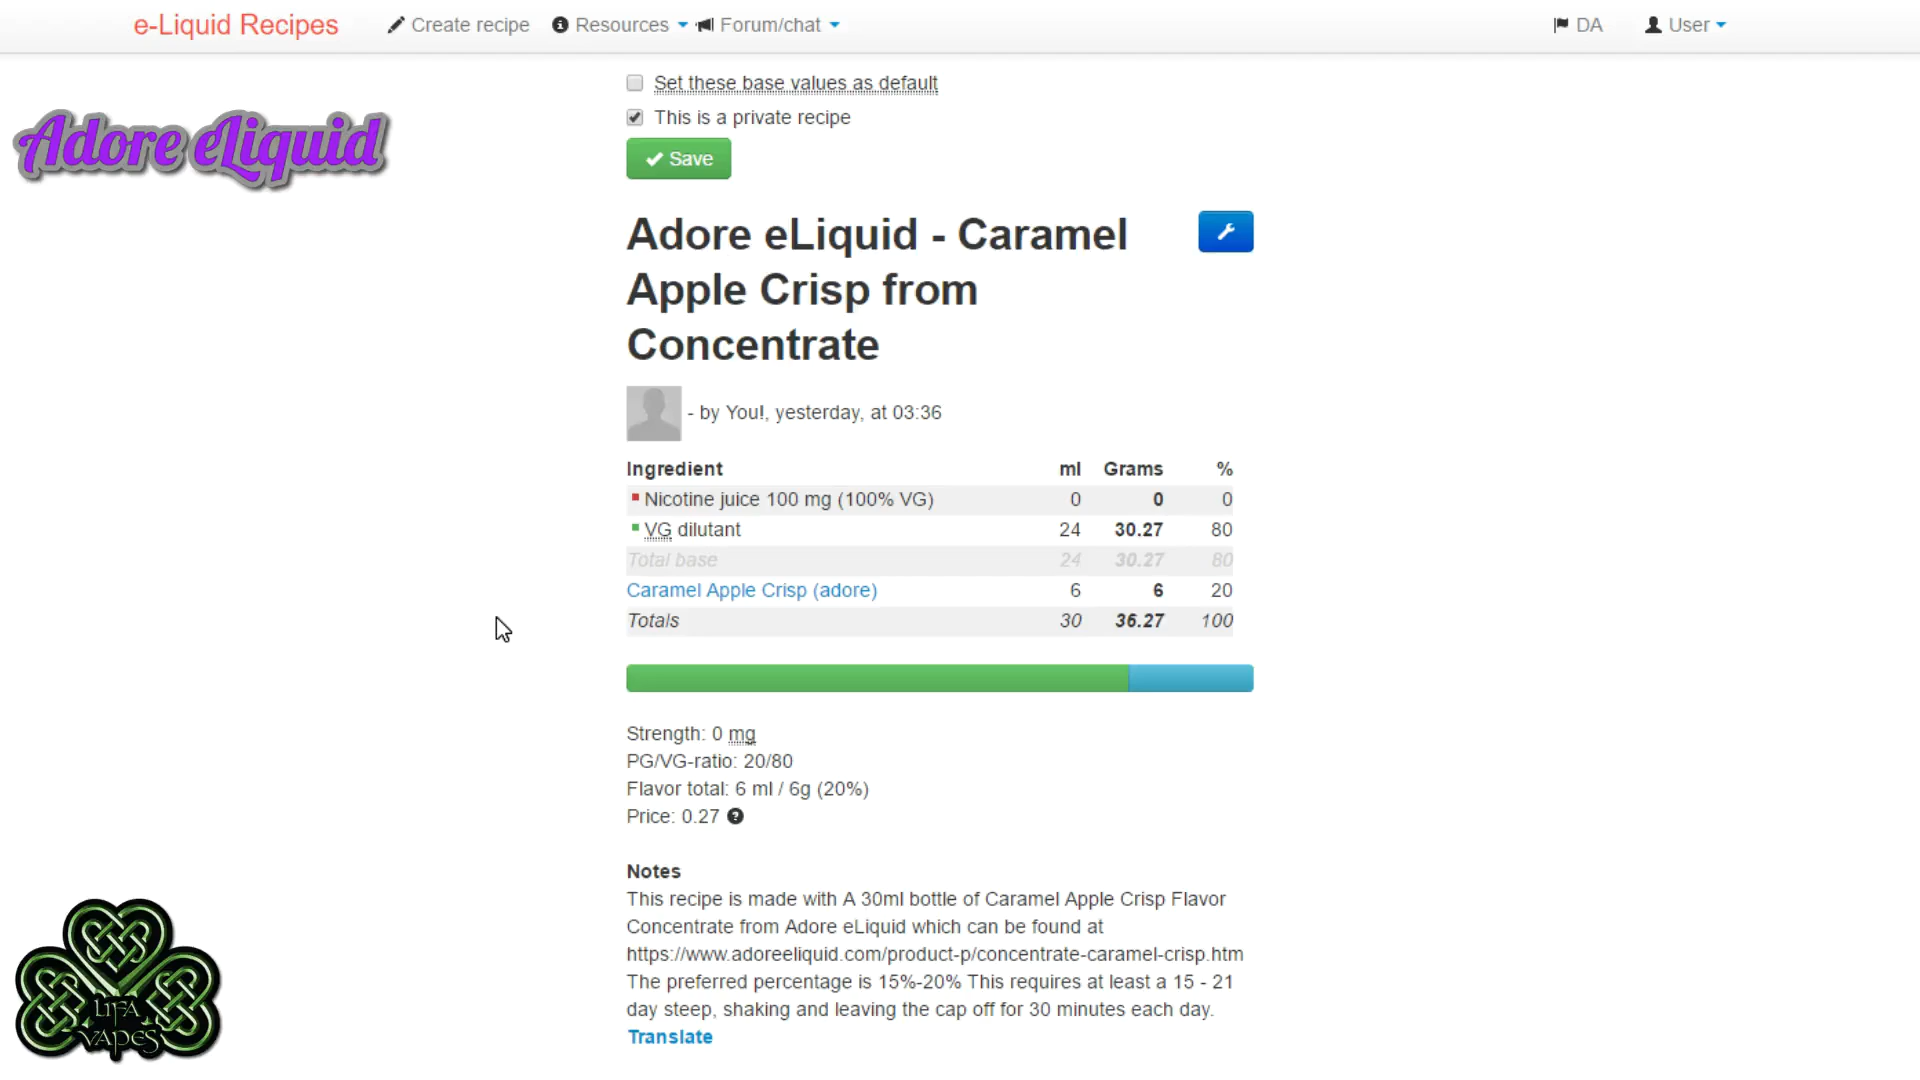 e-Liquid Recipes Create recipe Resources Forum/chat DA User
Set these base values as default
This is a private recipe
Adore eLiquid
Save
Adore eLiquid - Caramel
Apple Crisp from
Concentrate
- by You!, yesterday, at 03:36
Ingredient ml Grams %
Nicotine juice 100 mg (100% VG) 0 0 0
VG dilutant 24 30.27 80
Total base 24 30.27 80
Caramel Apple Crisp (adore) 6 6 20
Totals 30 36.27 100
Strength: 0 mg
PG/VG-ratio: 20/80
Flavor total: 6 ml / 6g (20%)
Price: 0.27
Notes
This recipe is made with A 30ml bottle of Caramel Apple Crisp Flavor
Concentrate from Adore eLiquid which can be found at
https://www.adoreeliquid.com/product-p/concentrate-caramel-crisp.htm
The preferred percentage is 15%-20% This requires at least a 15 - 21
day steep, shaking and leaving the cap off for 30 minutes each day.
Translate
LIFA
VAPES